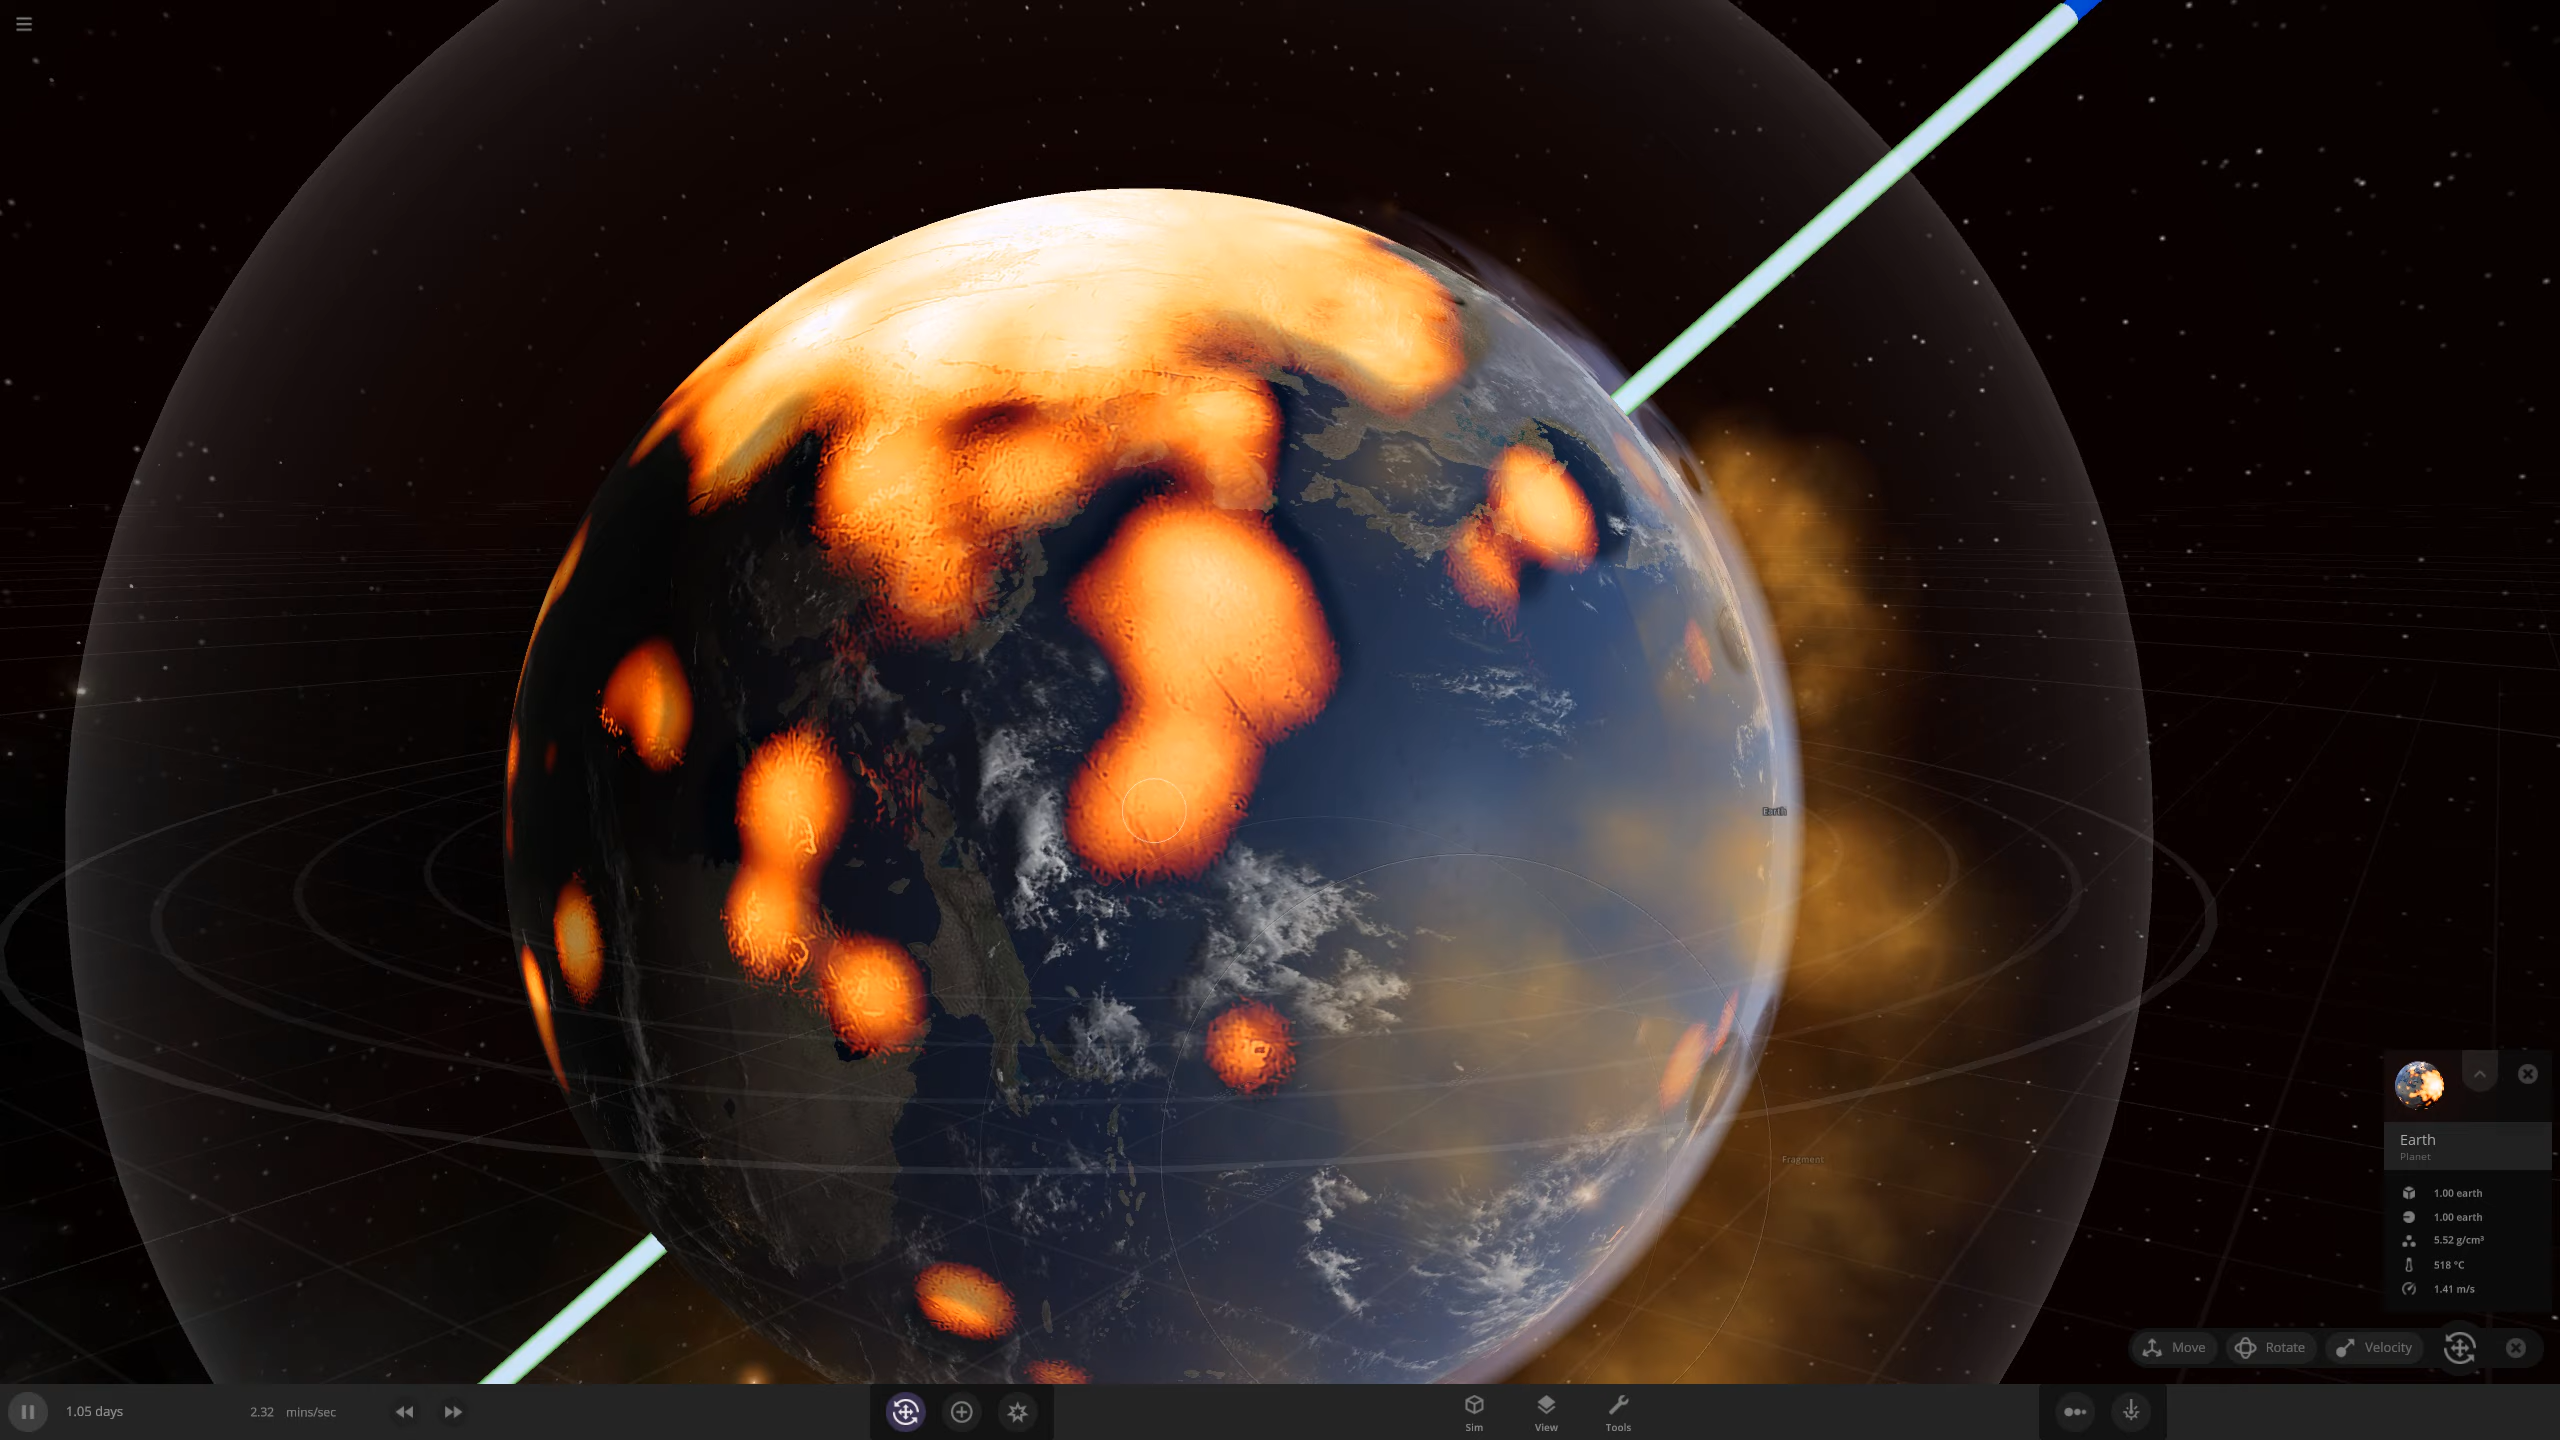 Earth
Fragment
Earth
Planet
1.00 earth
1.00 earth
5.52 g/cm³
518 °C
1.41 m/s
Move Rotate Velocity
1.05 days 2.32 mins/sec
Sim View Tools